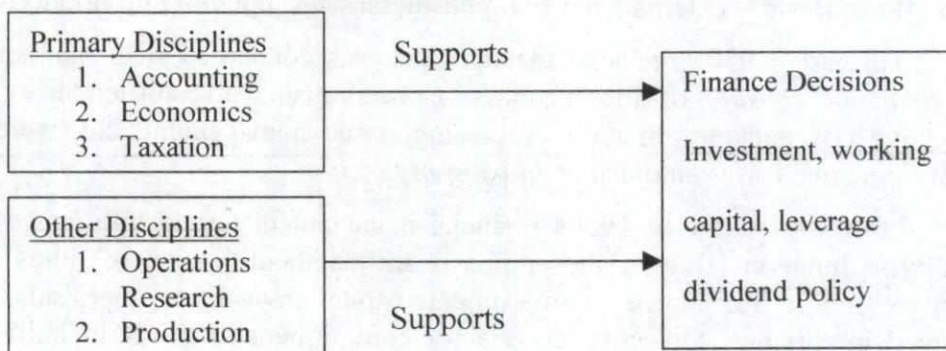 Primary Disciplines
1. Accounting
2. Economics
3. Taxation
Supports
Other Disciplines
1. Operations
Research
2. Production
Supports
Finance Decisions
Investment, working
capital, leverage
dividend policy